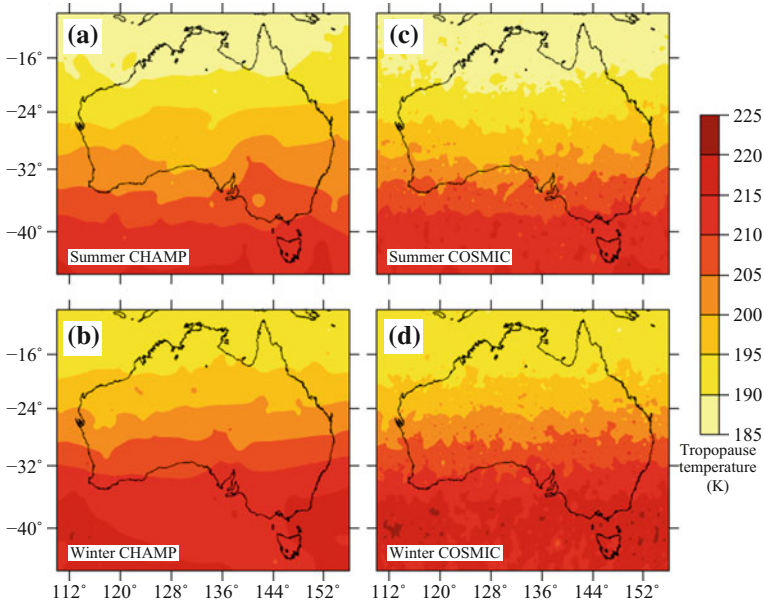 (a)
(c)
−16°
−24°
−32°
−40°
Summer CHAMP
Summer COSMIC
225
220
215
210
205
200
195
190
185
Tropopause
temperature
(K)
(b)
(d)
−16°
−24°
−32°
−40°
Winter CHAMP
Winter COSMIC
112° 120° 128° 136° 144° 152°
112° 120° 128° 136° 144° 152°